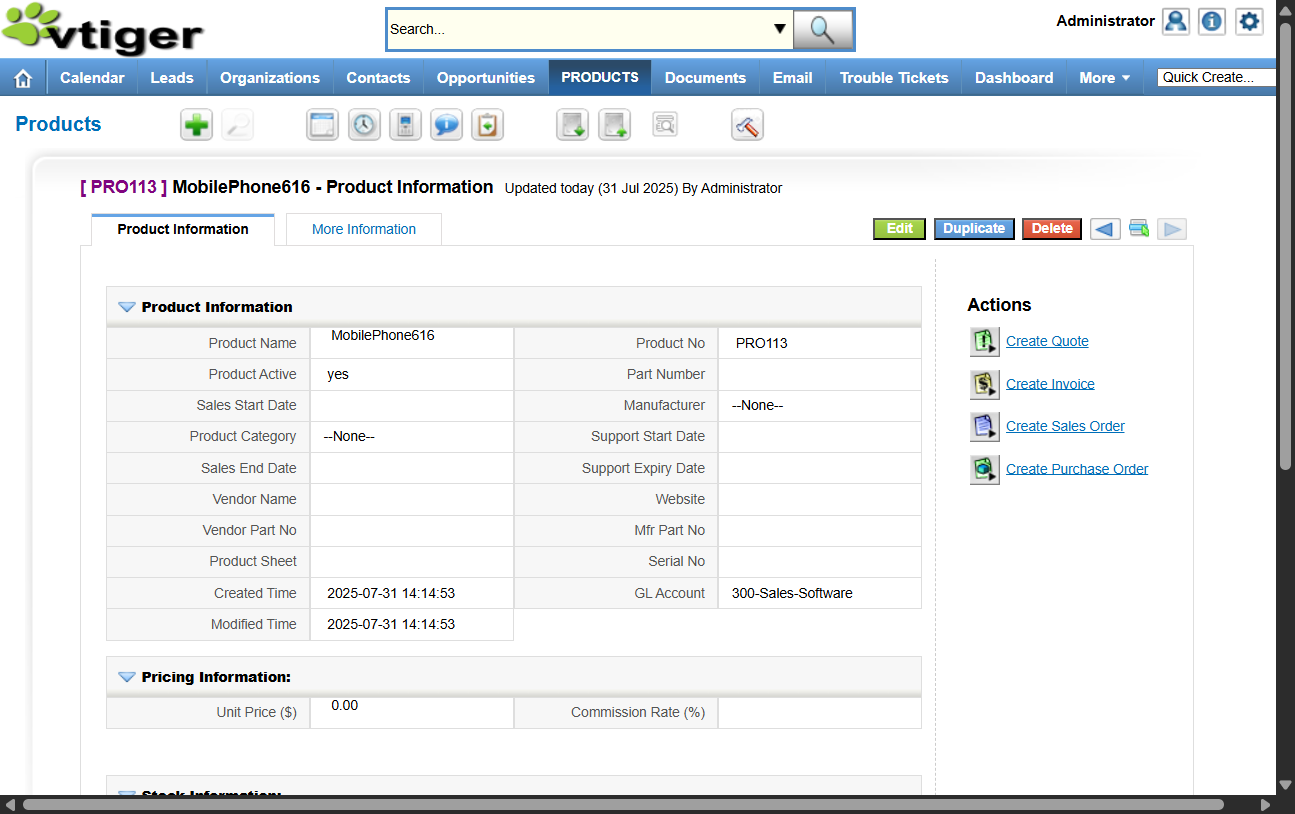 vtiger
Search...
Administrator
Calendar Leads Organizations Contacts Opportunities PRODUCTS Documents Email Trouble Tickets Dashboard More Quick Create...
Products
[ PRO113 ] MobilePhone616 - Product Information Updated today (31 Jul 2025) By Administrator
Product Information More Information Edit Duplicate Delete
Product Information
Product Name MobilePhone616 Product No PRO113
Product Active yes Part Number
Sales Start Date Manufacturer --None--
Product Category --None-- Support Start Date
Sales End Date Support Expiry Date
Vendor Name Website
Vendor Part No Mfr Part No
Product Sheet Serial No
Created Time 2025-07-31 14:14:53 GL Account 300-Sales-Software
Modified Time 2025-07-31 14:14:53
Pricing Information:
Unit Price ($) 0.00 Commission Rate (%)
Stock Information:
Actions
Create Quote
Create Invoice
Create Sales Order
Create Purchase Order